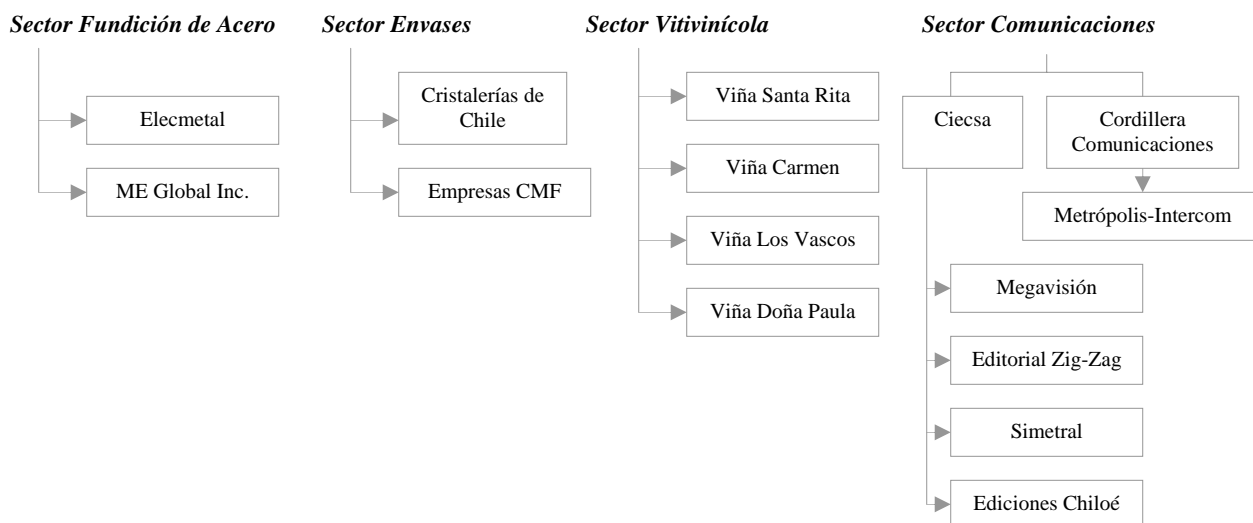 Sector Fundición de Acero
Elecmetal
ME Global Inc.
Sector Envases
Cristalerías de
Chile
Empresas CMF
Sector Vitivinícola
Viña Santa Rita
Viña Carmen
Viña Los Vascos
Viña Doña Paula
Sector Comunicaciones
Ciecsa
Cordillera
Comunicaciones
Metrópolis-Intercom
Megavisión
Editorial Zig-Zag
Simetral
Ediciones Chiloé